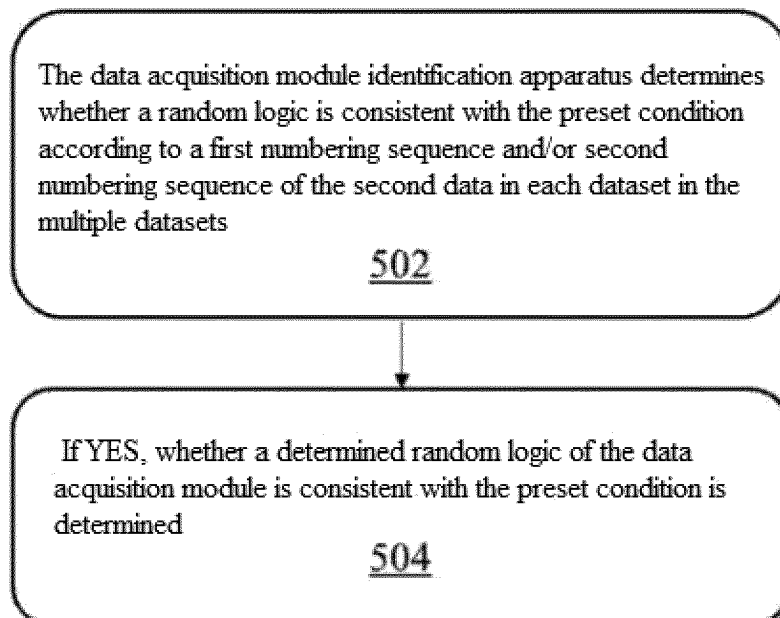 The data acquisition module identification apparatus determines
whether a random logic is consistent with the preset condition
according to a first numbering sequence and/or second
numbering sequence of the second data in each dataset in the
multiple datasets
502
If YES, whether a determined random logic of the data
acquisition module is consistent with the preset condition is
determined
504